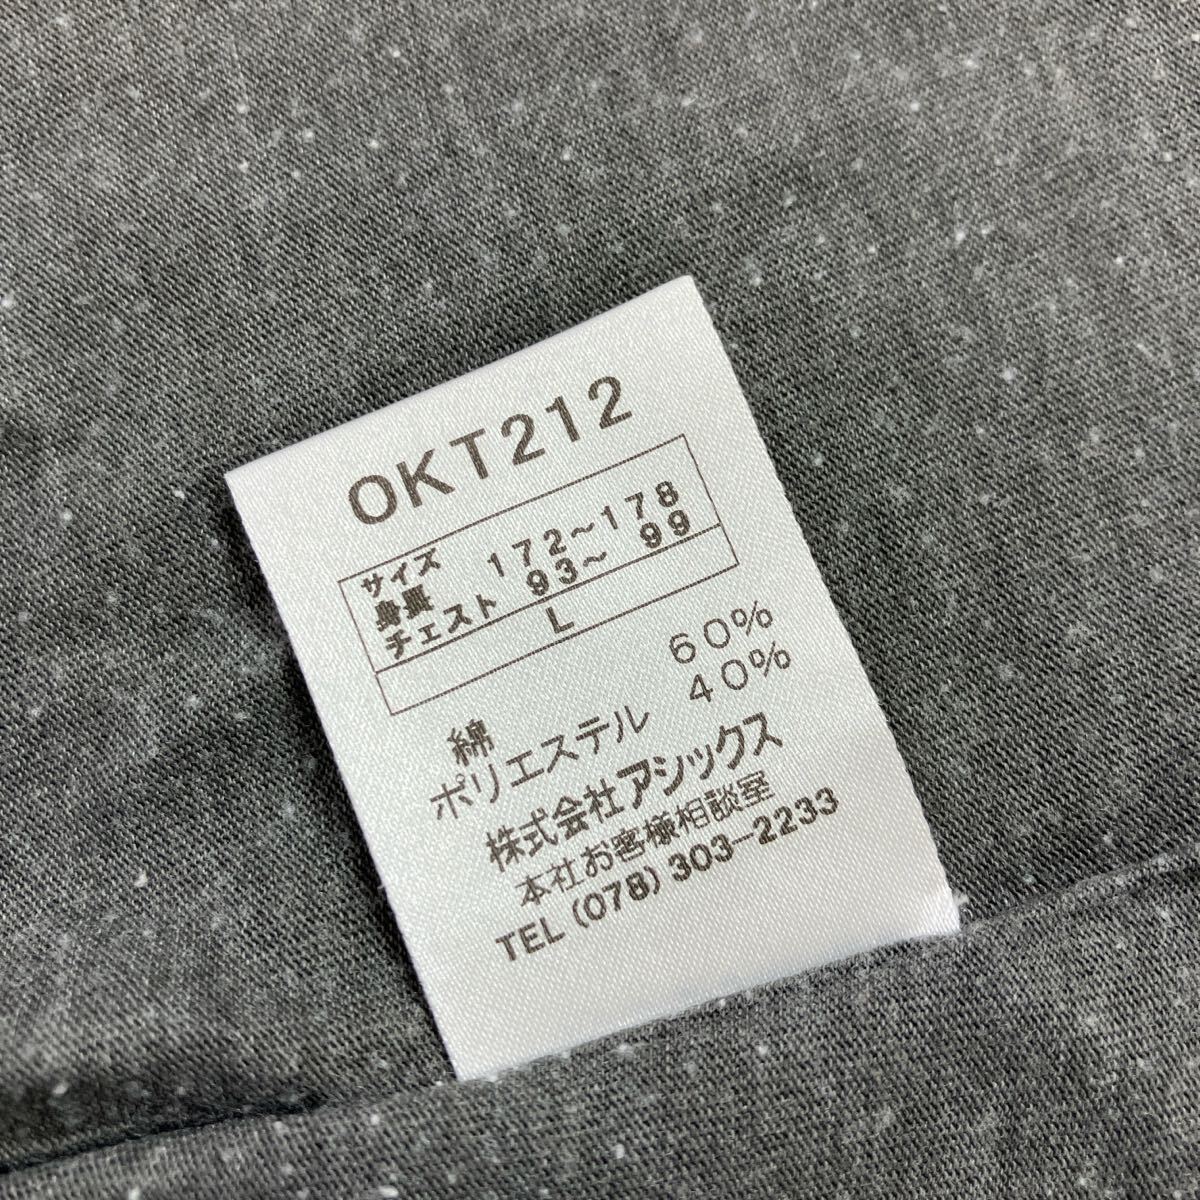 OKT212
サイズ
身長 172～178
チェスト 93～ 99
L
綿 60%
ポリエステル 40%
株式会社アシックス
本社お客様相談室
TEL (078) 303-2233